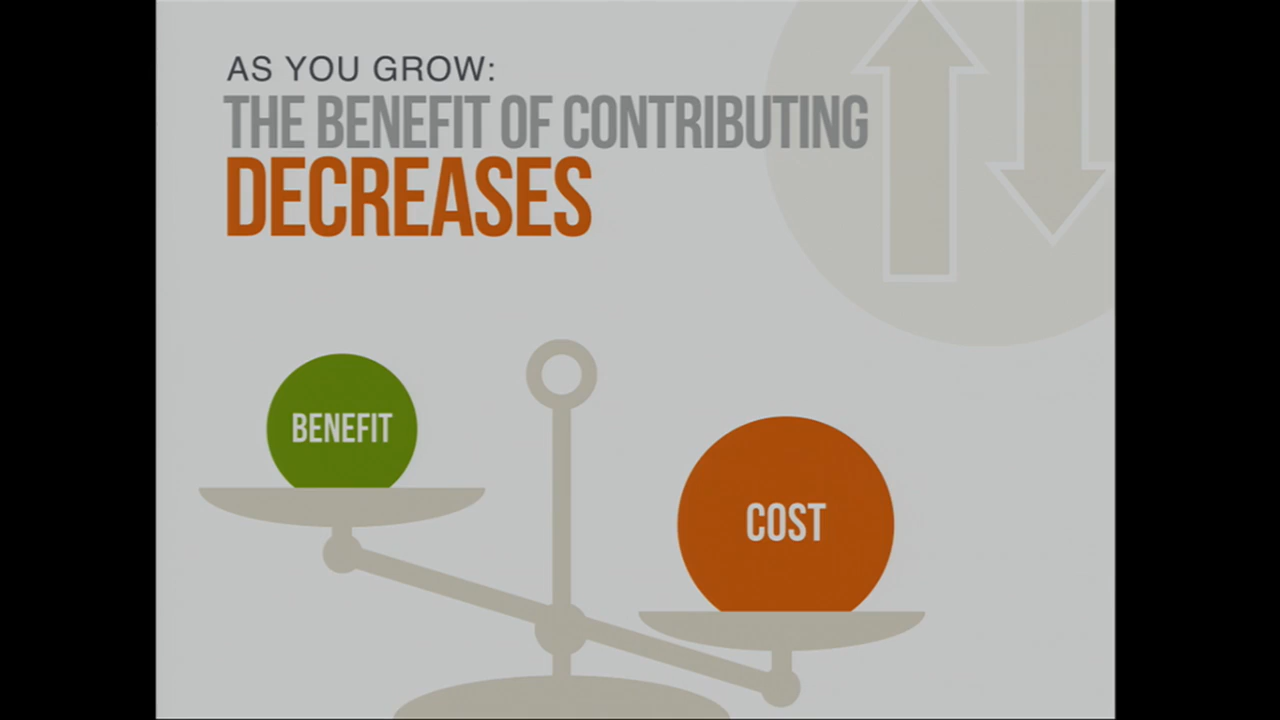 AS YOU GROW:
THE BENEFIT OF CONTRIBUTING
DECREASES
BENEFIT
COST